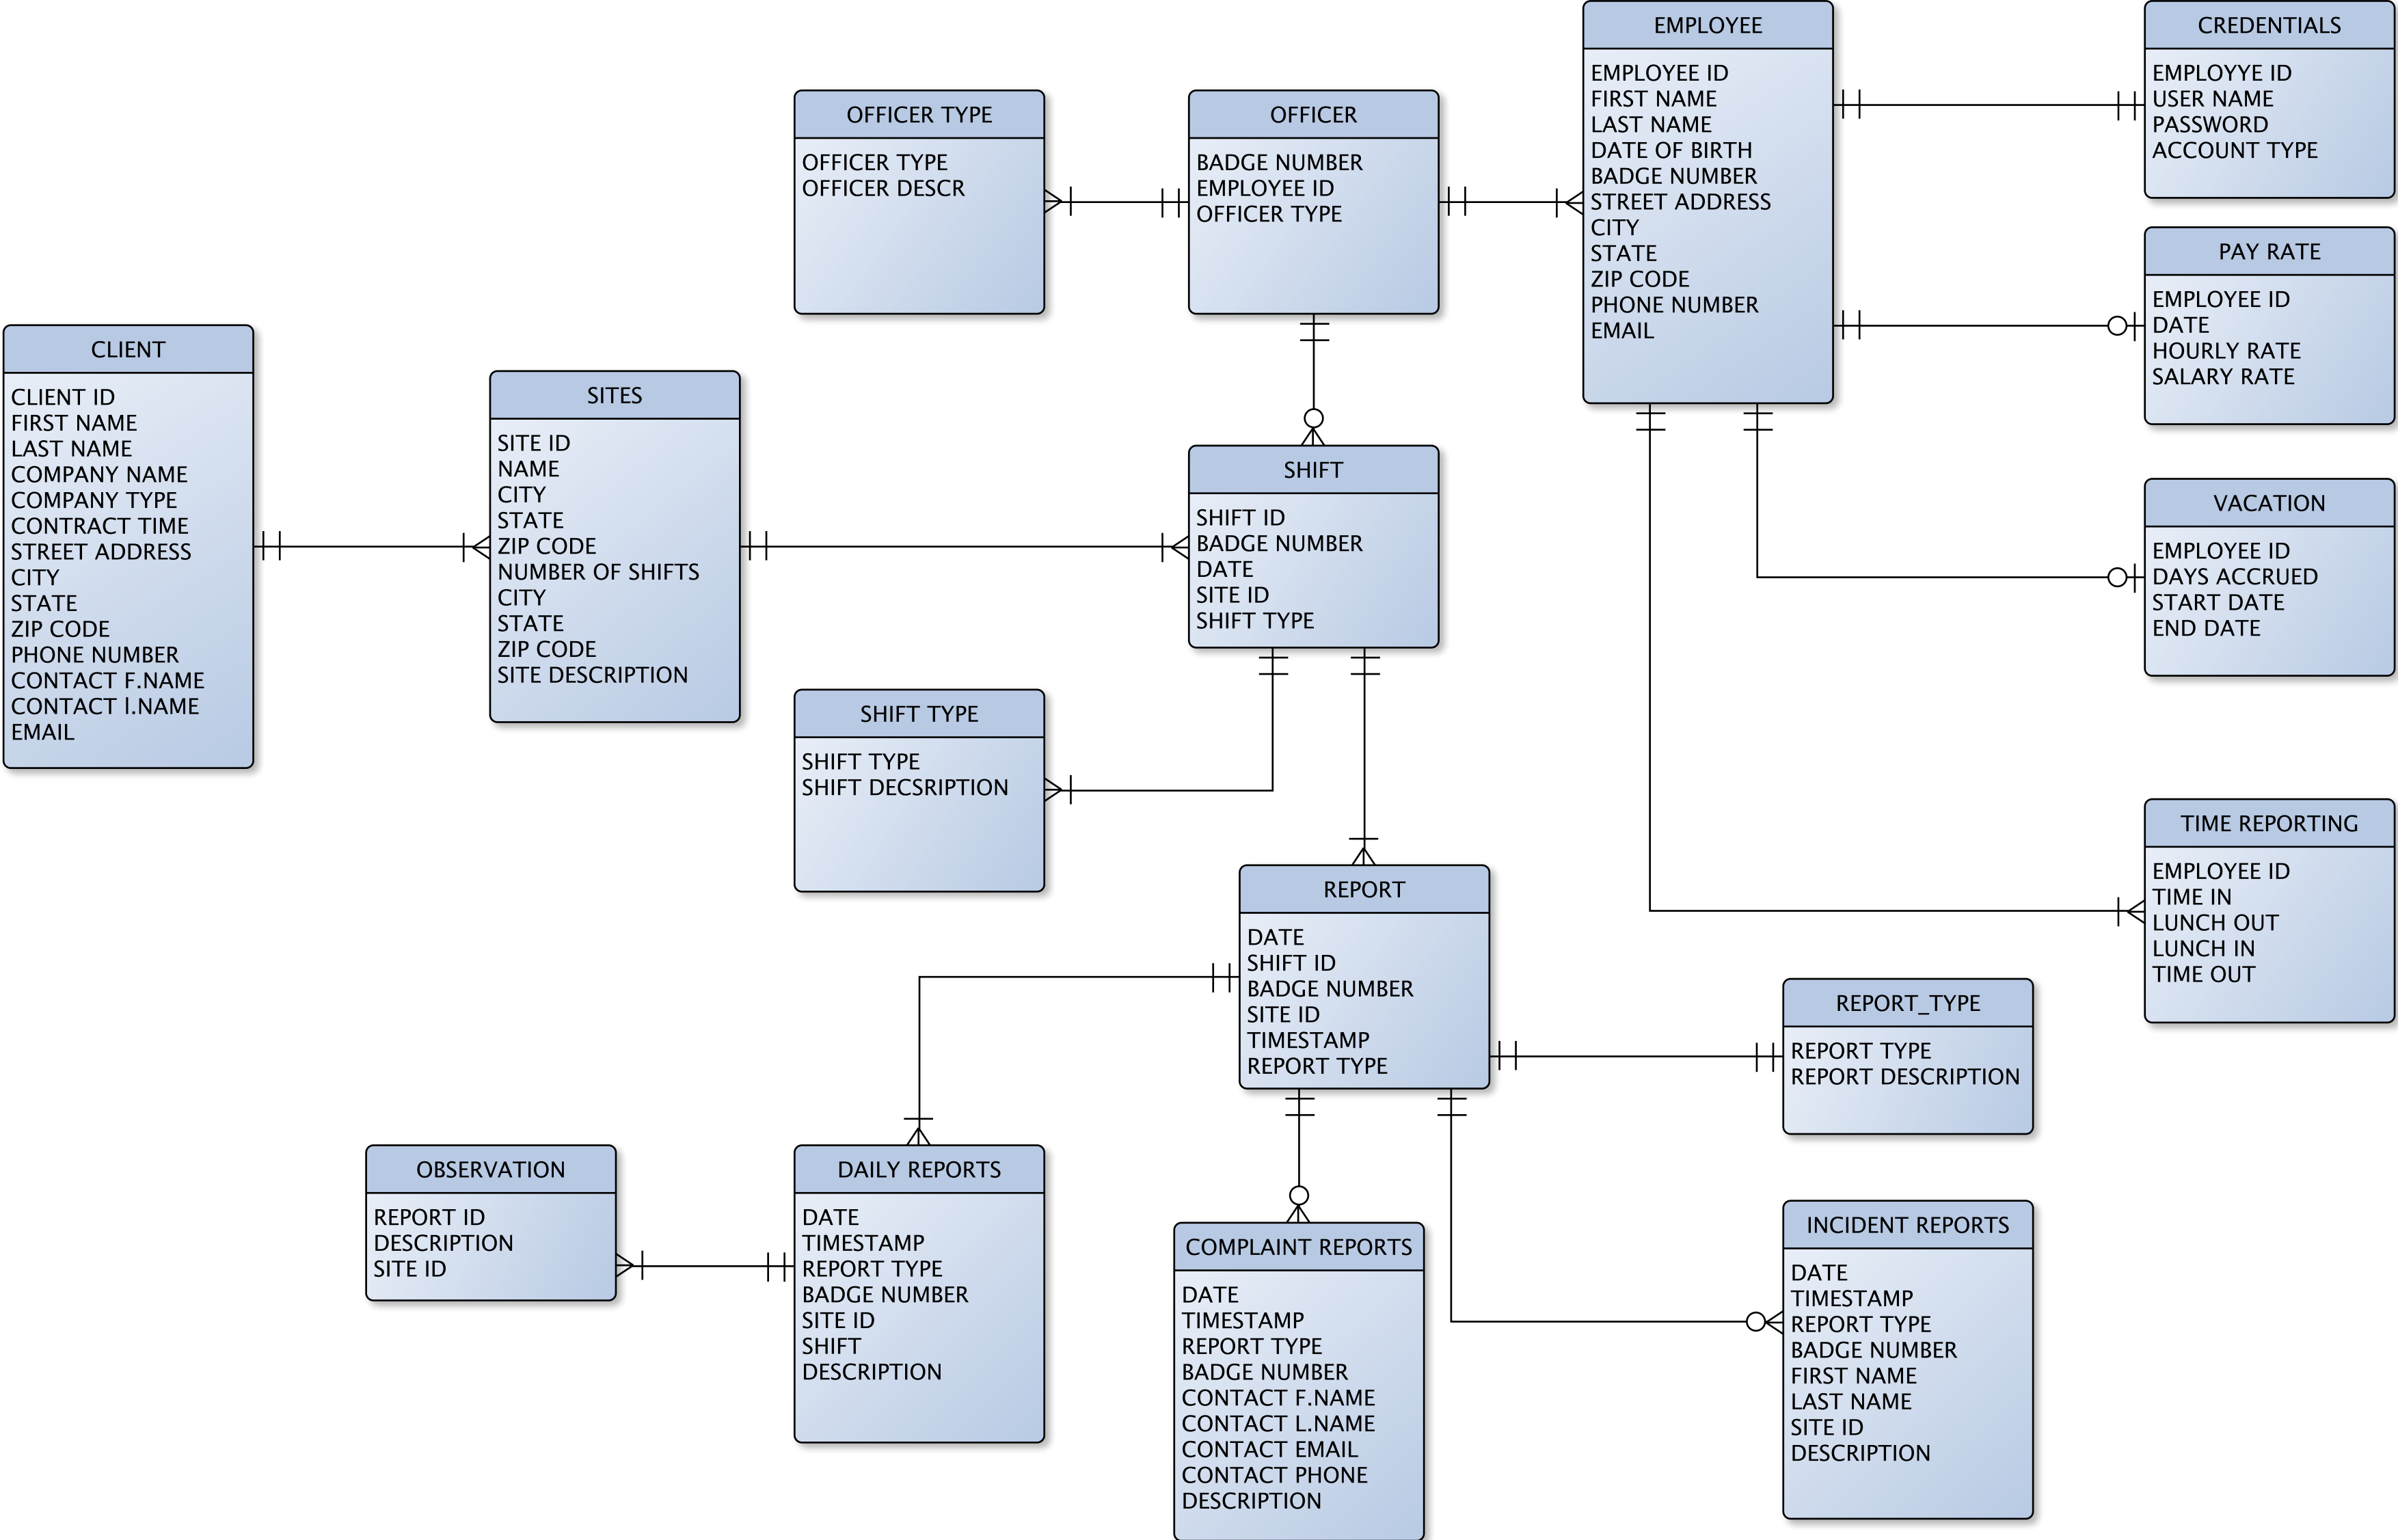 EMPLOYEE
EMPLOYEE ID
FIRST NAME
LAST NAME
DATE OF BIRTH
BADGE NUMBER
STREET ADDRESS
CITY
STATE
ZIP CODE
PHONE NUMBER
EMAIL
CREDENTIALS
EMPLOYYE ID
USER NAME
PASSWORD
ACCOUNT TYPE
OFFICER TYPE
OFFICER TYPE
OFFICER DESCR
OFFICER
BADGE NUMBER
EMPLOYEE ID
OFFICER TYPE
PAY RATE
EMPLOYEE ID
DATE
HOURLY RATE
SALARY RATE
CLIENT
CLIENT ID
FIRST NAME
LAST NAME
COMPANY NAME
COMPANY TYPE
CONTRACT TIME
STREET ADDRESS
CITY
STATE
ZIP CODE
PHONE NUMBER
CONTACT F.NAME
CONTACT l.NAME
EMAIL
SITES
SITE ID
NAME
CITY
STATE
ZIP CODE
NUMBER OF SHIFTS
CITY
STATE
ZIP CODE
SITE DESCRIPTION
SHIFT
SHIFT ID
BADGE NUMBER
DATE
SITE ID
SHIFT TYPE
VACATION
EMPLOYEE ID
DAYS ACCRUED
START DATE
END DATE
SHIFT TYPE
SHIFT TYPE
SHIFT DECSRIPTION
TIME REPORTING
EMPLOYEE ID
TIME IN
LUNCH OUT
LUNCH IN
TIME OUT
REPORT
DATE
SHIFT ID
BADGE NUMBER
SITE ID
TIMESTAMP
REPORT TYPE
REPORT_TYPE
REPORT TYPE
REPORT DESCRIPTION
OBSERVATION
REPORT ID
DESCRIPTION
SITE ID
DAILY REPORTS
DATE
TIMESTAMP
REPORT TYPE
BADGE NUMBER
SITE ID
SHIFT
DESCRIPTION
COMPLAINT REPORTS
DATE
TIMESTAMP
REPORT TYPE
BADGE NUMBER
CONTACT F.NAME
CONTACT L.NAME
CONTACT EMAIL
CONTACT PHONE
DESCRIPTION
INCIDENT REPORTS
DATE
TIMESTAMP
REPORT TYPE
BADGE NUMBER
FIRST NAME
LAST NAME
SITE ID
DESCRIPTION